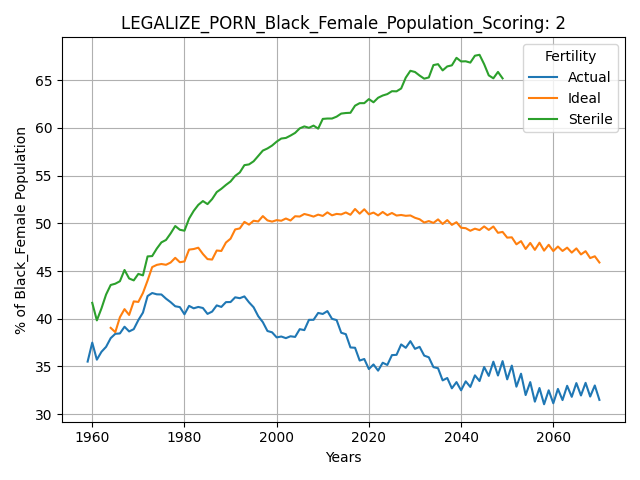 LEGALIZE_PORN_Black_Female_Population_Scoring: 2
Fertility
Actual
Ideal
Sterile
% of Black_Female Population
65
60
55
50
45
40
35
30
1960 1980 2000 2020 2040 2060
Years